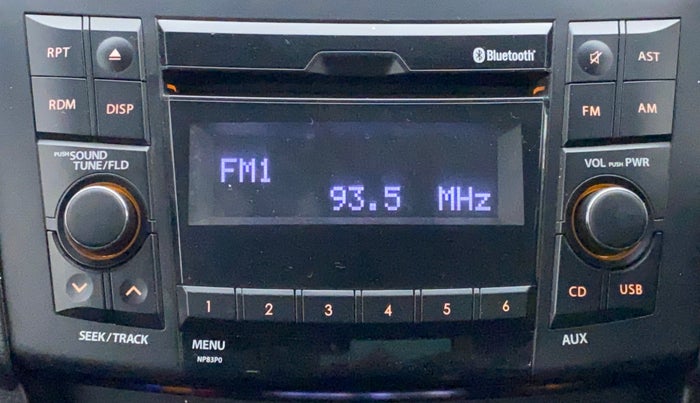 RPT
Bluetooth
AST
RDM
DISP
FM
AM
PUSH SOUND
TUNE/FLD
VOL PUSH PWR
FM1
93.5 MHz
CD
USB
1 2 3 4 5 6
SEEK/TRACK
MENU
AUX
NP83P0